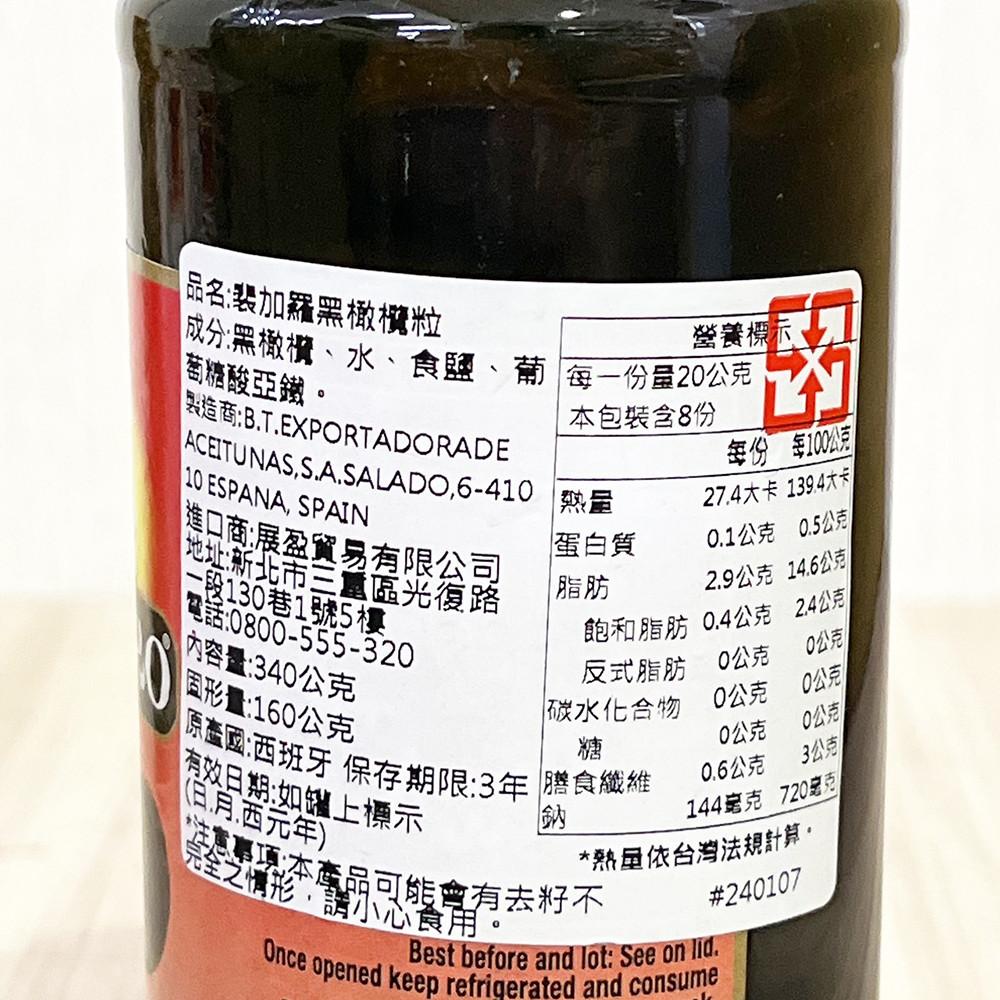 品名:裴加羅黑橄欖粒
成分:黑橄欖、水、食鹽、葡
萄糖酸亞鐵。
製造商:B.T.EXPORTADORADE
ACEITUNAS,S.A.SALADO,6-410
10 ESPANA, SPAIN
進口商:展盈貿易有限公司
地址:新北市三重區光復路
一段130巷1號5樓
電話:0800-555-320
內容量:340公克
固形量:160公克
原產國:西班牙 保存期限:3年
有效日期:如罐上標示
(日.月.西元年)
*注意事項:本產品可能會有去籽不
完全之情形,請小心食用。
營養標示
每一份量20公克
本包裝含8份
每份 每100公克
熱量 27.4大卡 139.4大卡
蛋白質 0.1公克 0.5公克
脂肪 2.9公克 14.6公克
飽和脂肪 0.4公克 2.4公克
反式脂肪 0公克 0公克
碳水化合物 0公克 0公克
糖 0公克 0公克
膳食纖維 0.6公克 3公克
鈉 144毫克 720毫克
*熱量依台灣法規計算。
#240107
Best before and lot: See on lid.
Once opened keep refrigerated and consume